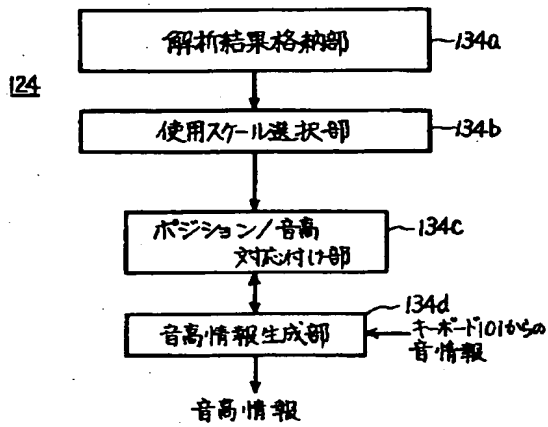 解析結果格納部
134a
124
使用スケール選択部
134b
ポジション/音高
対応付け部
134c
134d
音高情報生成部
キーボード101からの
音情報
音高情報